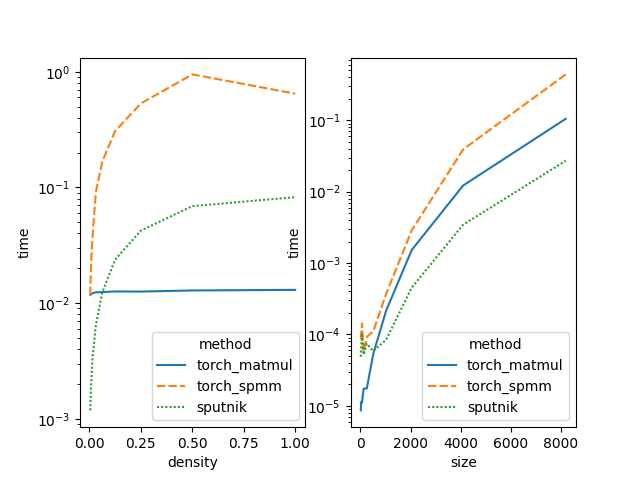 time
10^0
10^-1
10^-2
10^-3
0.00 0.25 0.50 0.75 1.00
density
method
torch_matmul
torch_spmm
sputnik
time
10^-1
10^-2
10^-3
10^-4
10^-5
0 2000 4000 6000 8000
size
method
torch_matmul
torch_spmm
sputnik